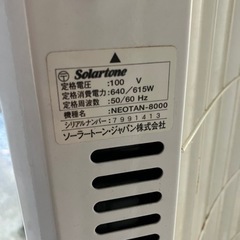 Solartone
定格電圧:100 V
定格消費電力:640/615W
定格周波数:50/60 Hz
機種名:NEOTAN-8000
シリアルナンバー:7991413
ソーラートーン・ジャパン株式会社